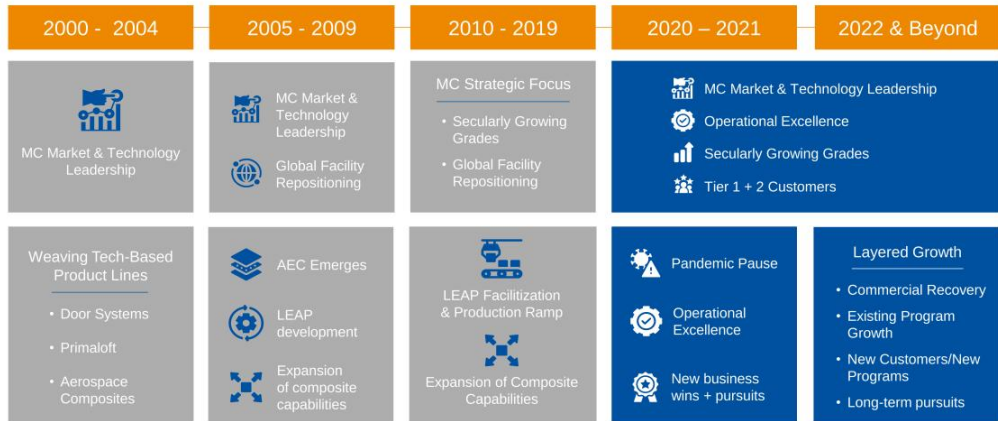 2000 - 2004
2005 - 2009
2010 - 2019
2020 – 2021
2022 & Beyond
MC Market & Technology
Leadership
MC Market &
Technology
Leadership
Global Facility
Repositioning
MC Strategic Focus
• Secularly Growing
Grades
• Global Facility
Repositioning
MC Market & Technology Leadership
Operational Excellence
Secularly Growing Grades
Tier 1 + 2 Customers
Weaving Tech-Based
Product Lines
• Door Systems
• Primaloft
• Aerospace
Composites
AEC Emerges
LEAP
development
Expansion
of composite
capabilities
LEAP Facilitization
& Production Ramp
Expansion of Composite
Capabilities
Pandemic Pause
Operational
Excellence
New business
wins + pursuits
Layered Growth
• Commercial Recovery
• Existing Program
Growth
• New Customers/New
Programs
• Long-term pursuits